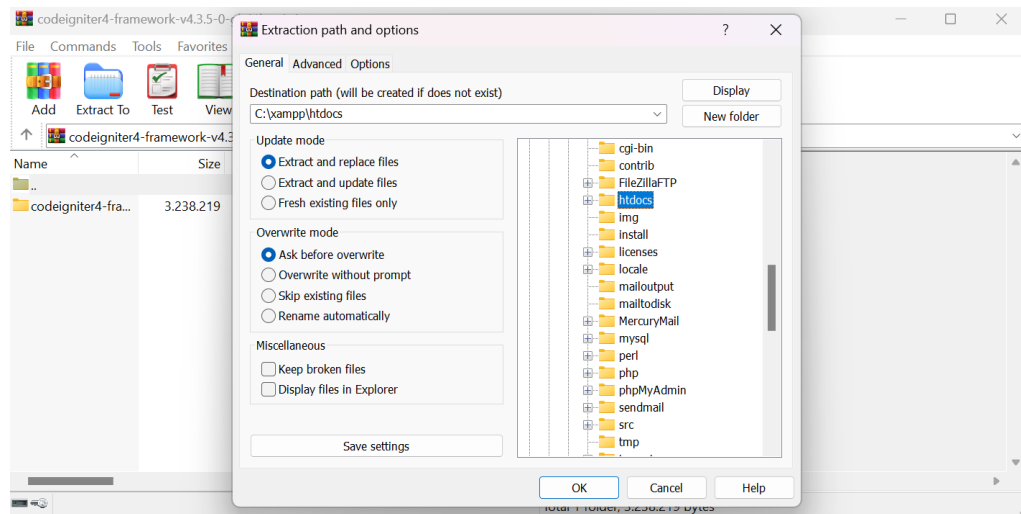 codeigniter4-framework-v4.3.5-0-
Extraction path and options
?
File Commands Tools Favorites
Add Extract To Test View
codeigniter4-framework-v4.3
Name Size
..
codeigniter4-fra... 3.238.219
General Advanced Options
Destination path (will be created if does not exist)
C:\xampp\htdocs
Display
New folder
Update mode
Extract and replace files
Extract and update files
Fresh existing files only
Overwrite mode
Ask before overwrite
Overwrite without prompt
Skip existing files
Rename automatically
Miscellaneous
Keep broken files
Display files in Explorer
Save settings
cgi-bin
contrib
FileZillaFTP
htdocs
img
install
licenses
locale
mailoutput
mailtodisk
MercuryMail
mysql
perl
php
phpMyAdmin
sendmail
src
tmp
OK Cancel Help
Total 1 folder, 3.238.219 bytes